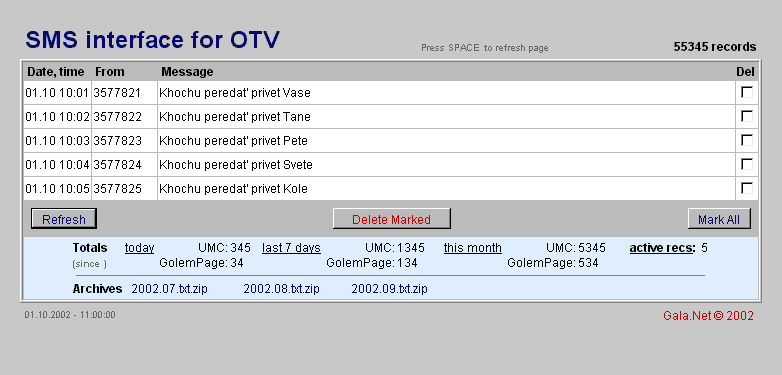 SMS interface for OTV Press SPACE to refresh page 55345 records
Date, time From Message Del
01.10 10:01 3577821 Khochu peredat' privet Vase
01.10 10:02 3577822 Khochu peredat' privet Tane
01.10 10:03 3577823 Khochu peredat' privet Pete
01.10 10:04 3577824 Khochu peredat' privet Svete
01.10 10:05 3577825 Khochu peredat' privet Kole
Refresh Delete Marked Mark All
Totals today UMC: 345 last 7 days UMC: 1345 this month UMC: 5345 active recs: 5
(since ) GolemPage: 34 GolemPage: 134 GolemPage: 534
Archives 2002.07.txt.zip 2002.08.txt.zip 2002.09.txt.zip
01.10.2002 - 11:00:00 Gala.Net © 2002